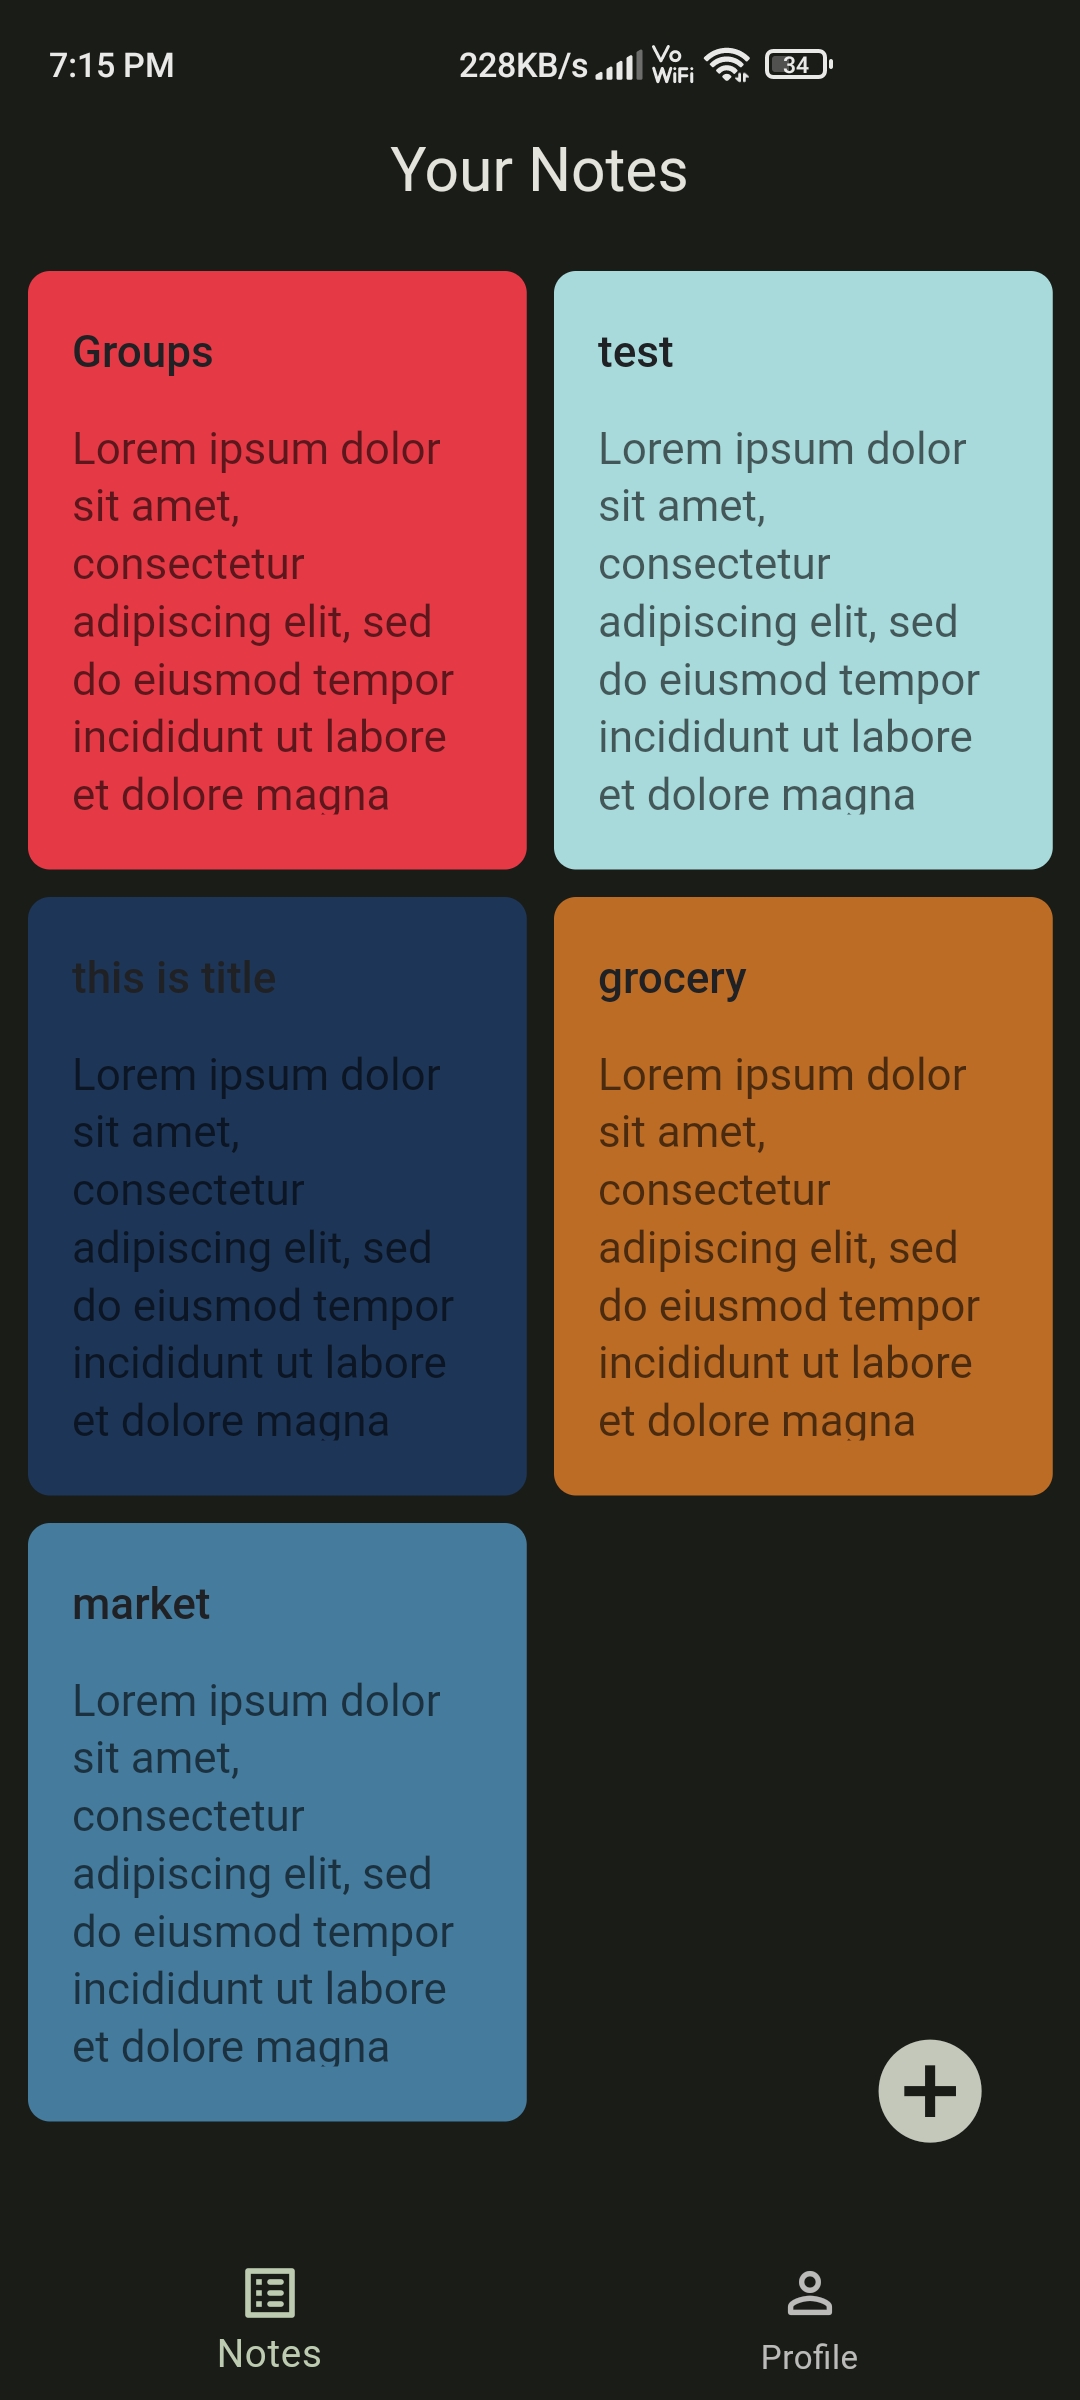 7:15 PM 228KB/s Vo WiFi 34
Your Notes
Groups
Lorem ipsum dolor
sit amet,
consectetur
adipiscing elit, sed
do eiusmod tempor
incididunt ut labore
et dolore magna
test
Lorem ipsum dolor
sit amet,
consectetur
adipiscing elit, sed
do eiusmod tempor
incididunt ut labore
et dolore magna
this is title
Lorem ipsum dolor
sit amet,
consectetur
adipiscing elit, sed
do eiusmod tempor
incididunt ut labore
et dolore magna
grocery
Lorem ipsum dolor
sit amet,
consectetur
adipiscing elit, sed
do eiusmod tempor
incididunt ut labore
et dolore magna
market
Lorem ipsum dolor
sit amet,
consectetur
adipiscing elit, sed
do eiusmod tempor
incididunt ut labore
et dolore magna
Notes
Profile